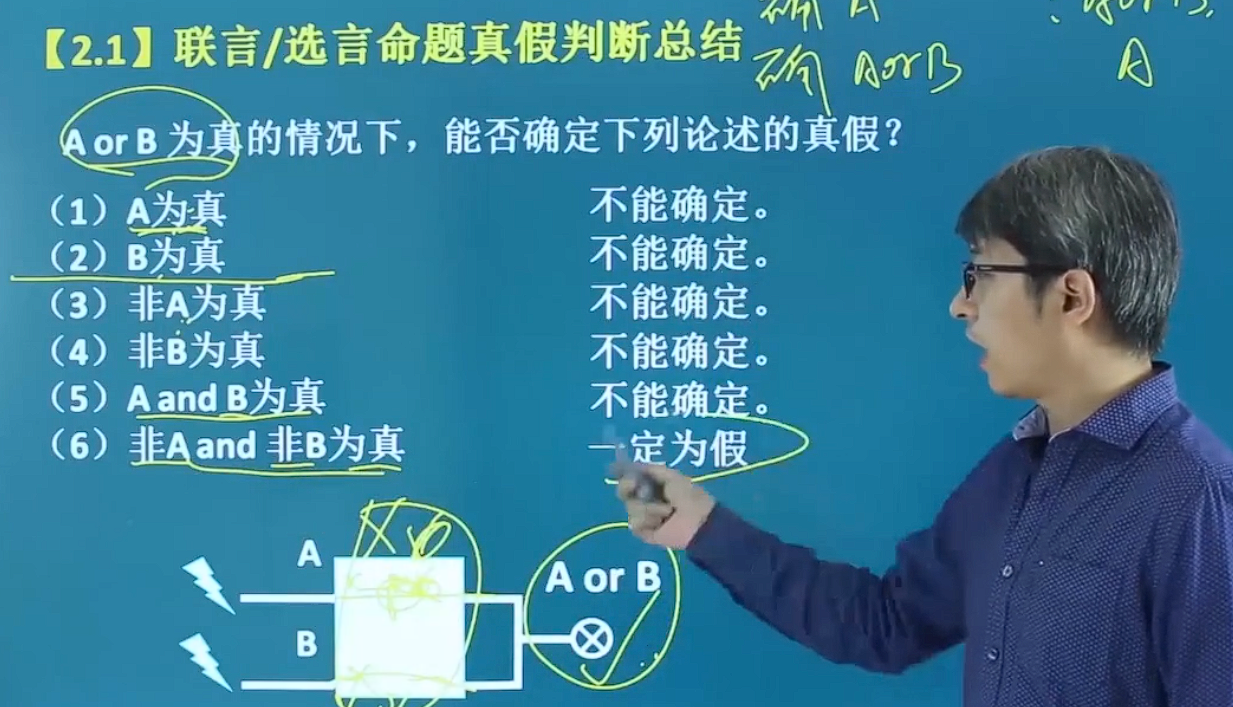 【2.1】联言/选言命题真假判断总结
确 A
A or B
A
A or B 为真的情况下，能否确定下列论述的真假？
（1）A为真 不能确定。
（2）B为真 不能确定。
（3）非A为真 不能确定。
（4）非B为真 不能确定。
（5）A and B为真 不能确定。
（6）非A and 非B为真 一定为假
A
A or B
B